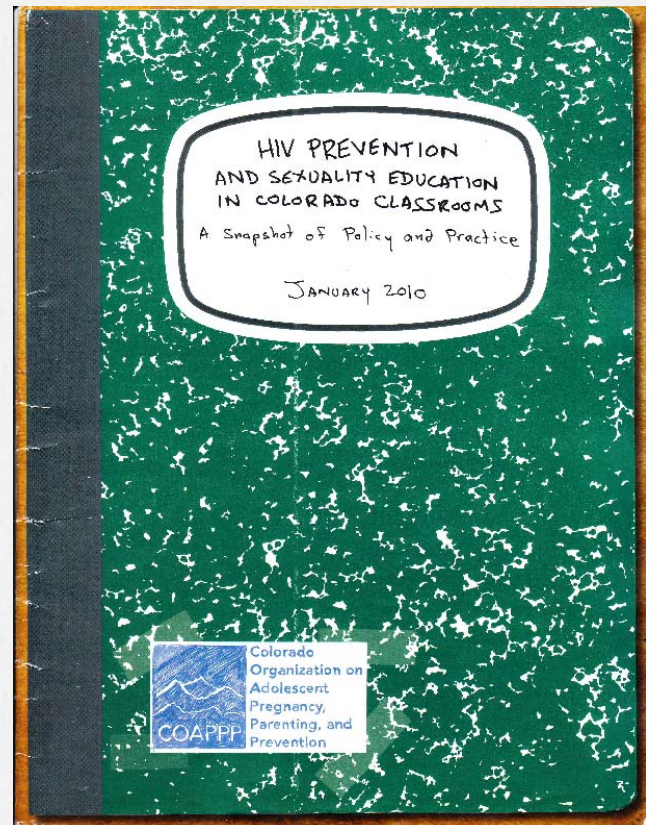 HIV PREVENTION
AND SEXUALITY EDUCATION
IN COLORADO CLASSROOMS
A Snapshot of Policy and Practice
JANUARY 2010
COAPPP
Colorado
Organization on
Adolescent
Pregnancy,
Parenting, and
Prevention